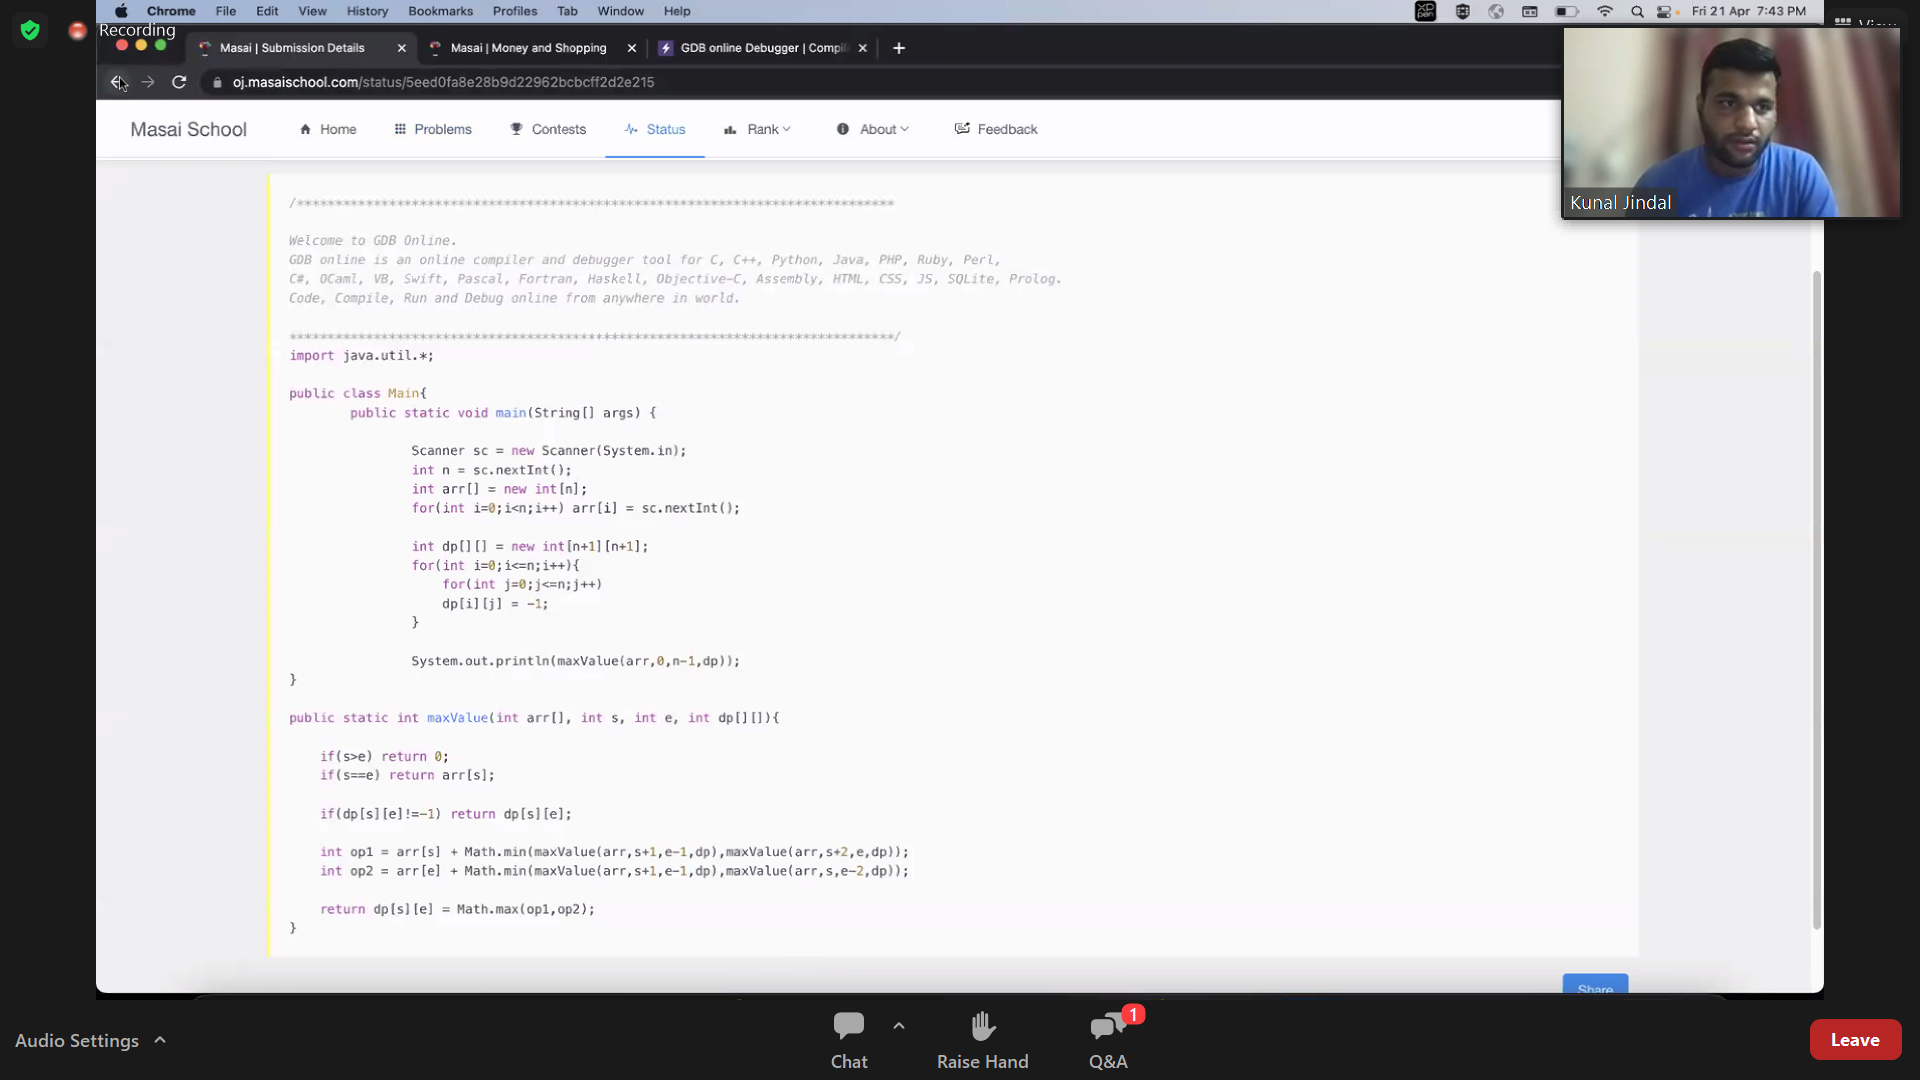 Recording
Chrome File Edit View History Bookmarks Profiles Tab Window Help
Fri 21 Apr 7:43 PM
View
Masai | Submission Details
Masai | Money and Shopping
GDB online Debugger | Compil
oj.masaischool.com/status/5eed0fa8e28b9d22962bcbcff2d2e215
Masai School Home Problems Contests Status Rank About Feedback
Kunal Jindal
/******************************************************************************
Welcome to GDB Online.
GDB online is an online compiler and debugger tool for C, C++, Python, Java, PHP, Ruby, Perl,
C#, OCaml, VB, Swift, Pascal, Fortran, Haskell, Objective-C, Assembly, HTML, CSS, JS, SQLite, Prolog.
Code, Compile, Run and Debug online from anywhere in world.
*******************************************************************************/
import java.util.*;
public class Main{
public static void main(String[] args) {
Scanner sc = new Scanner(System.in);
int n = sc.nextInt();
int arr[] = new int[n];
for(int i=0;i<n;i++) arr[i] = sc.nextInt();
int dp[][] = new int[n+1][n+1];
for(int i=0;i<=n;i++){
for(int j=0;j<=n;j++)
dp[i][j] = -1;
}
System.out.println(maxValue(arr,0,n-1,dp));
}
public static int maxValue(int arr[], int s, int e, int dp[][]){
if(s>e) return 0;
if(s==e) return arr[s];
if(dp[s][e]!=-1) return dp[s][e];
int op1 = arr[s] + Math.min(maxValue(arr,s+1,e-1,dp),maxValue(arr,s+2,e,dp));
int op2 = arr[e] + Math.min(maxValue(arr,s+1,e-1,dp),maxValue(arr,s,e-2,dp));
return dp[s][e] = Math.max(op1,op2);
}
Share
Audio Settings
Chat
Raise Hand
1
Q&A
Leave